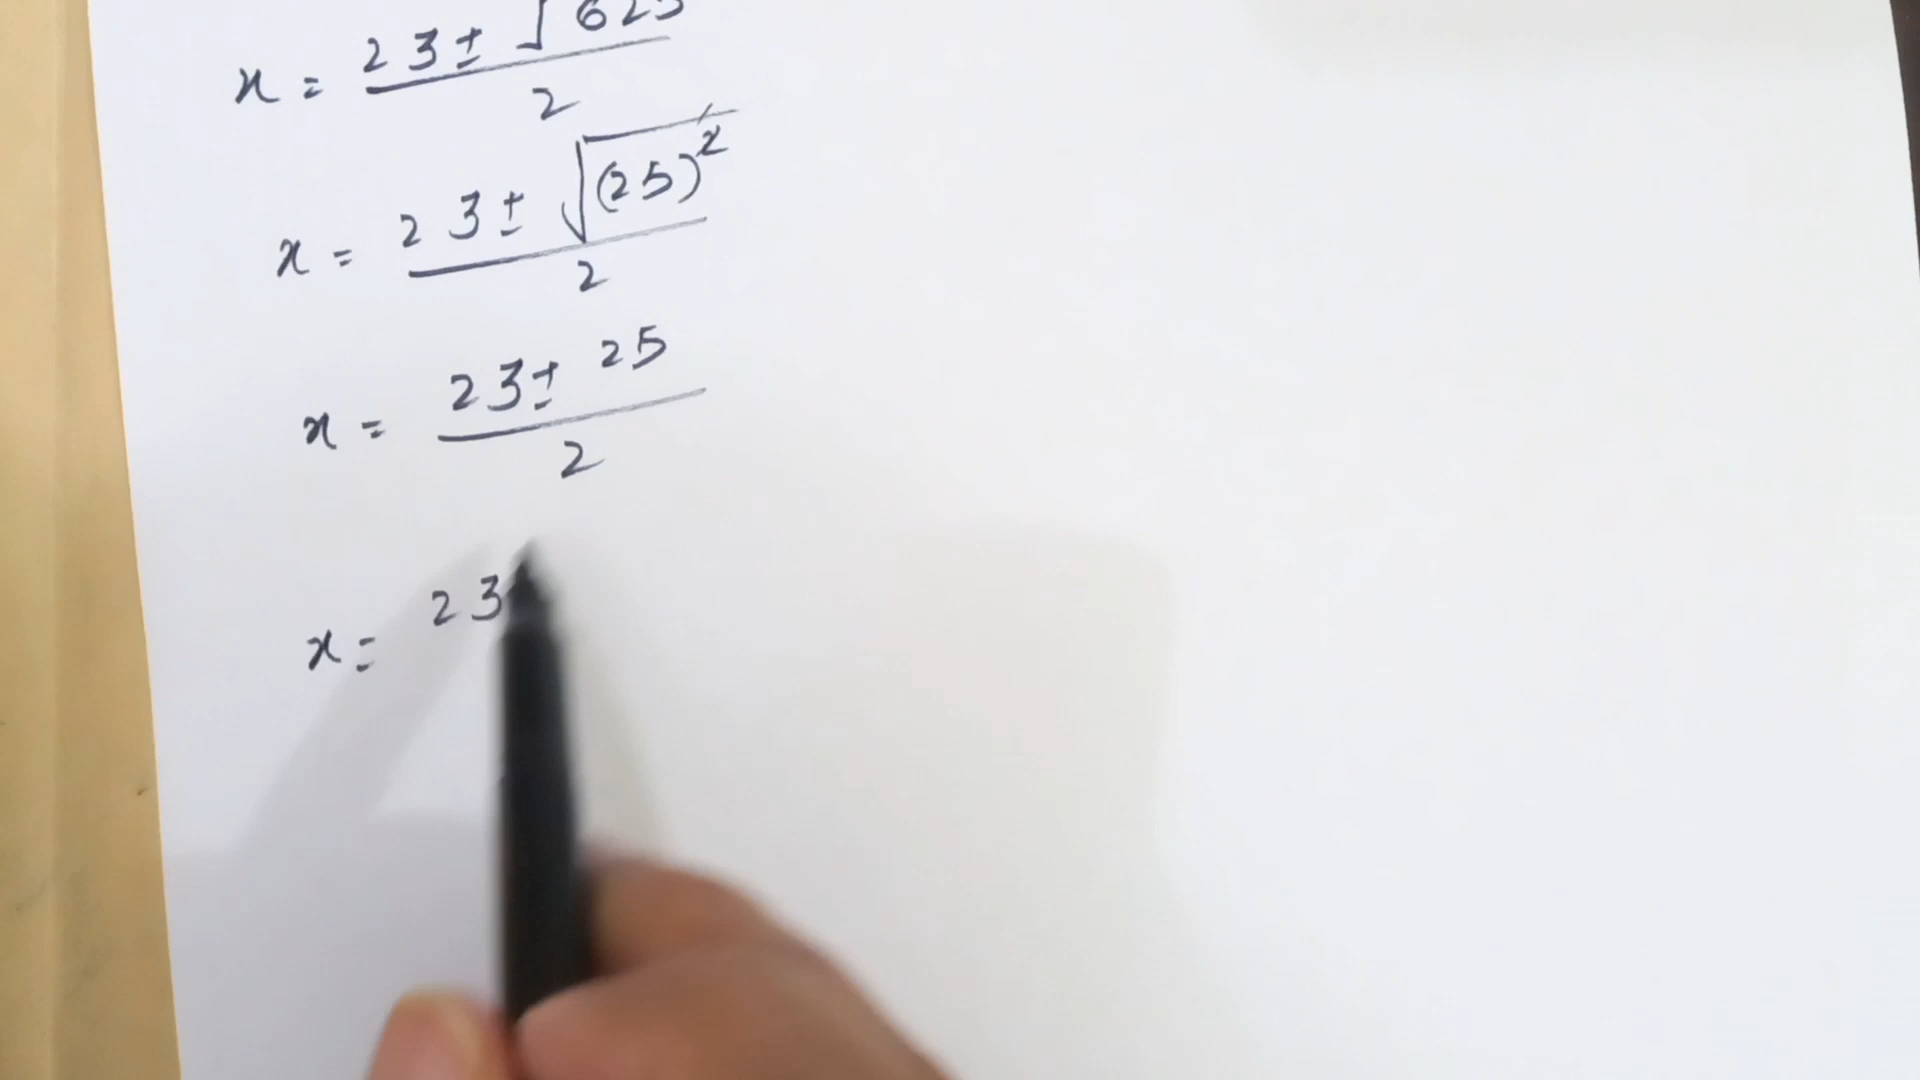 x = 23 ± √625 / 2
x = 23 ± √(25)² / 2
x = 23 ± 25 / 2
x = 23